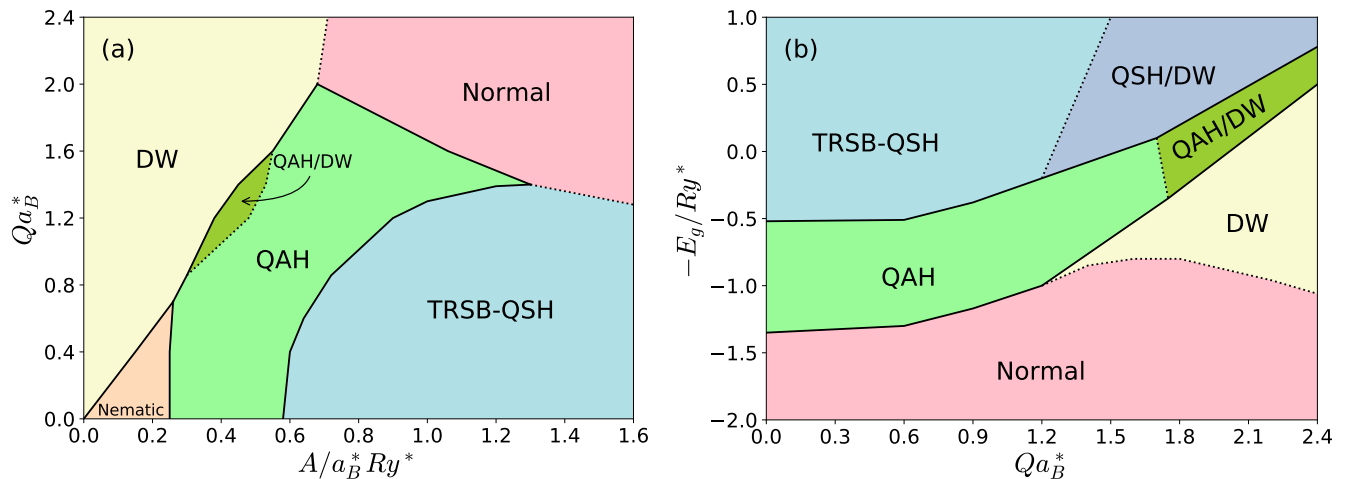 (a)
2.4
2.0
1.6
1.2
0.8
0.4
0.0
Qa*B
Normal
DW
QAH/DW
QAH
TRSB-QSH
Nematic
0.0 0.2 0.4 0.6 0.8 1.0 1.2 1.4 1.6
A/a*B Ry*
(b)
1.0
0.5
0.0
−0.5
−1.0
−1.5
−2.0
−Eg/Ry*
QSH/DW
TRSB-QSH
QAH/DW
DW
QAH
Normal
0.0 0.3 0.6 0.9 1.2 1.5 1.8 2.1 2.4
Qa*B